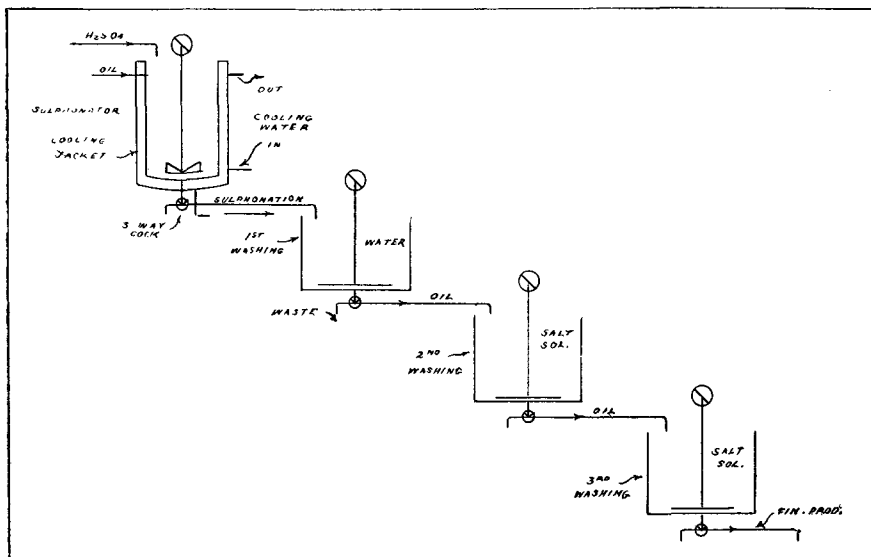 H2SO4
OIL
OUT
SULPHONATOR
COOLING
WATER
COOLING
JACKET
IN
SULPHONATION
3 WAY
COCK
1ST
WASHING
WATER
WASTE
OIL
2ND
WASHING
SALT
SOL.
OIL
3RD
WASHING
SALT
SOL.
FIN. PROD.